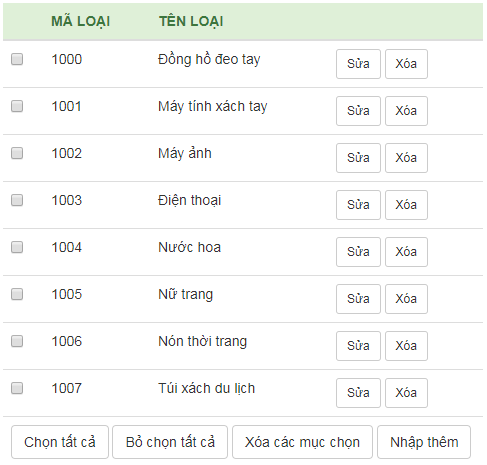 MÃ LOẠI TÊN LOẠI
1000 Đồng hồ đeo tay Sửa Xóa
1001 Máy tính xách tay Sửa Xóa
1002 Máy ảnh Sửa Xóa
1003 Điện thoại Sửa Xóa
1004 Nước hoa Sửa Xóa
1005 Nữ trang Sửa Xóa
1006 Nón thời trang Sửa Xóa
1007 Túi xách du lịch Sửa Xóa
Chọn tất cả Bỏ chọn tất cả Xóa các mục chọn Nhập thêm